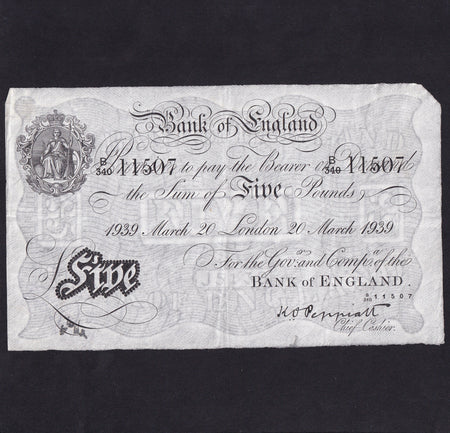 Bank of England
B/340 11507 Promise to pay the Bearer on Demand B/340 11507
the Sum of Five Pounds
1939 March 20 London 20 March 1939
For the Govr. and Compa. of the
BANK of ENGLAND.
Five
B/340 11507
K O Peppiatt
Chief Cashier.